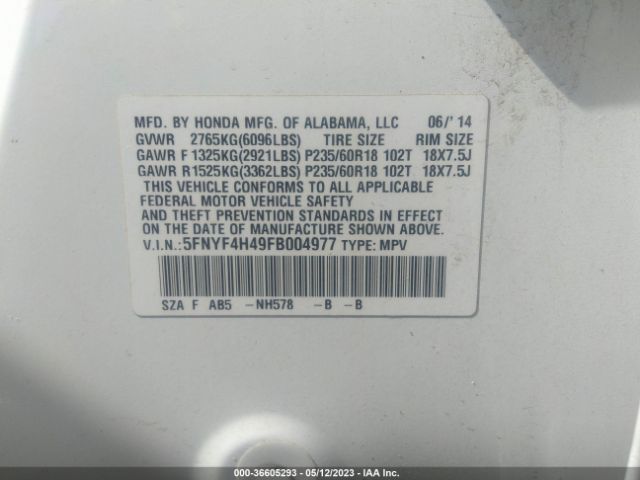 MFD. BY HONDA MFG. OF ALABAMA, LLC 06/' 14
GVWR 2765KG(6096LBS) TIRE SIZE RIM SIZE
GAWR F 1325KG(2921LBS) P235/60R18 102T 18X7.5J
GAWR R1525KG(3362LBS) P235/60R18 102T 18X7.5J
THIS VEHICLE CONFORMS TO ALL APPLICABLE
FEDERAL MOTOR VEHICLE SAFETY
AND THEFT PREVENTION STANDARDS IN EFFECT
ON THE DATE OF MANUFACTURE SHOWN ABOVE.
V.I.N.:5FNYF4H49FB004977 TYPE: MPV
SZA F AB5 -NH578 -B -B
000-36605293 - 05/12/2023 - IAA Inc.